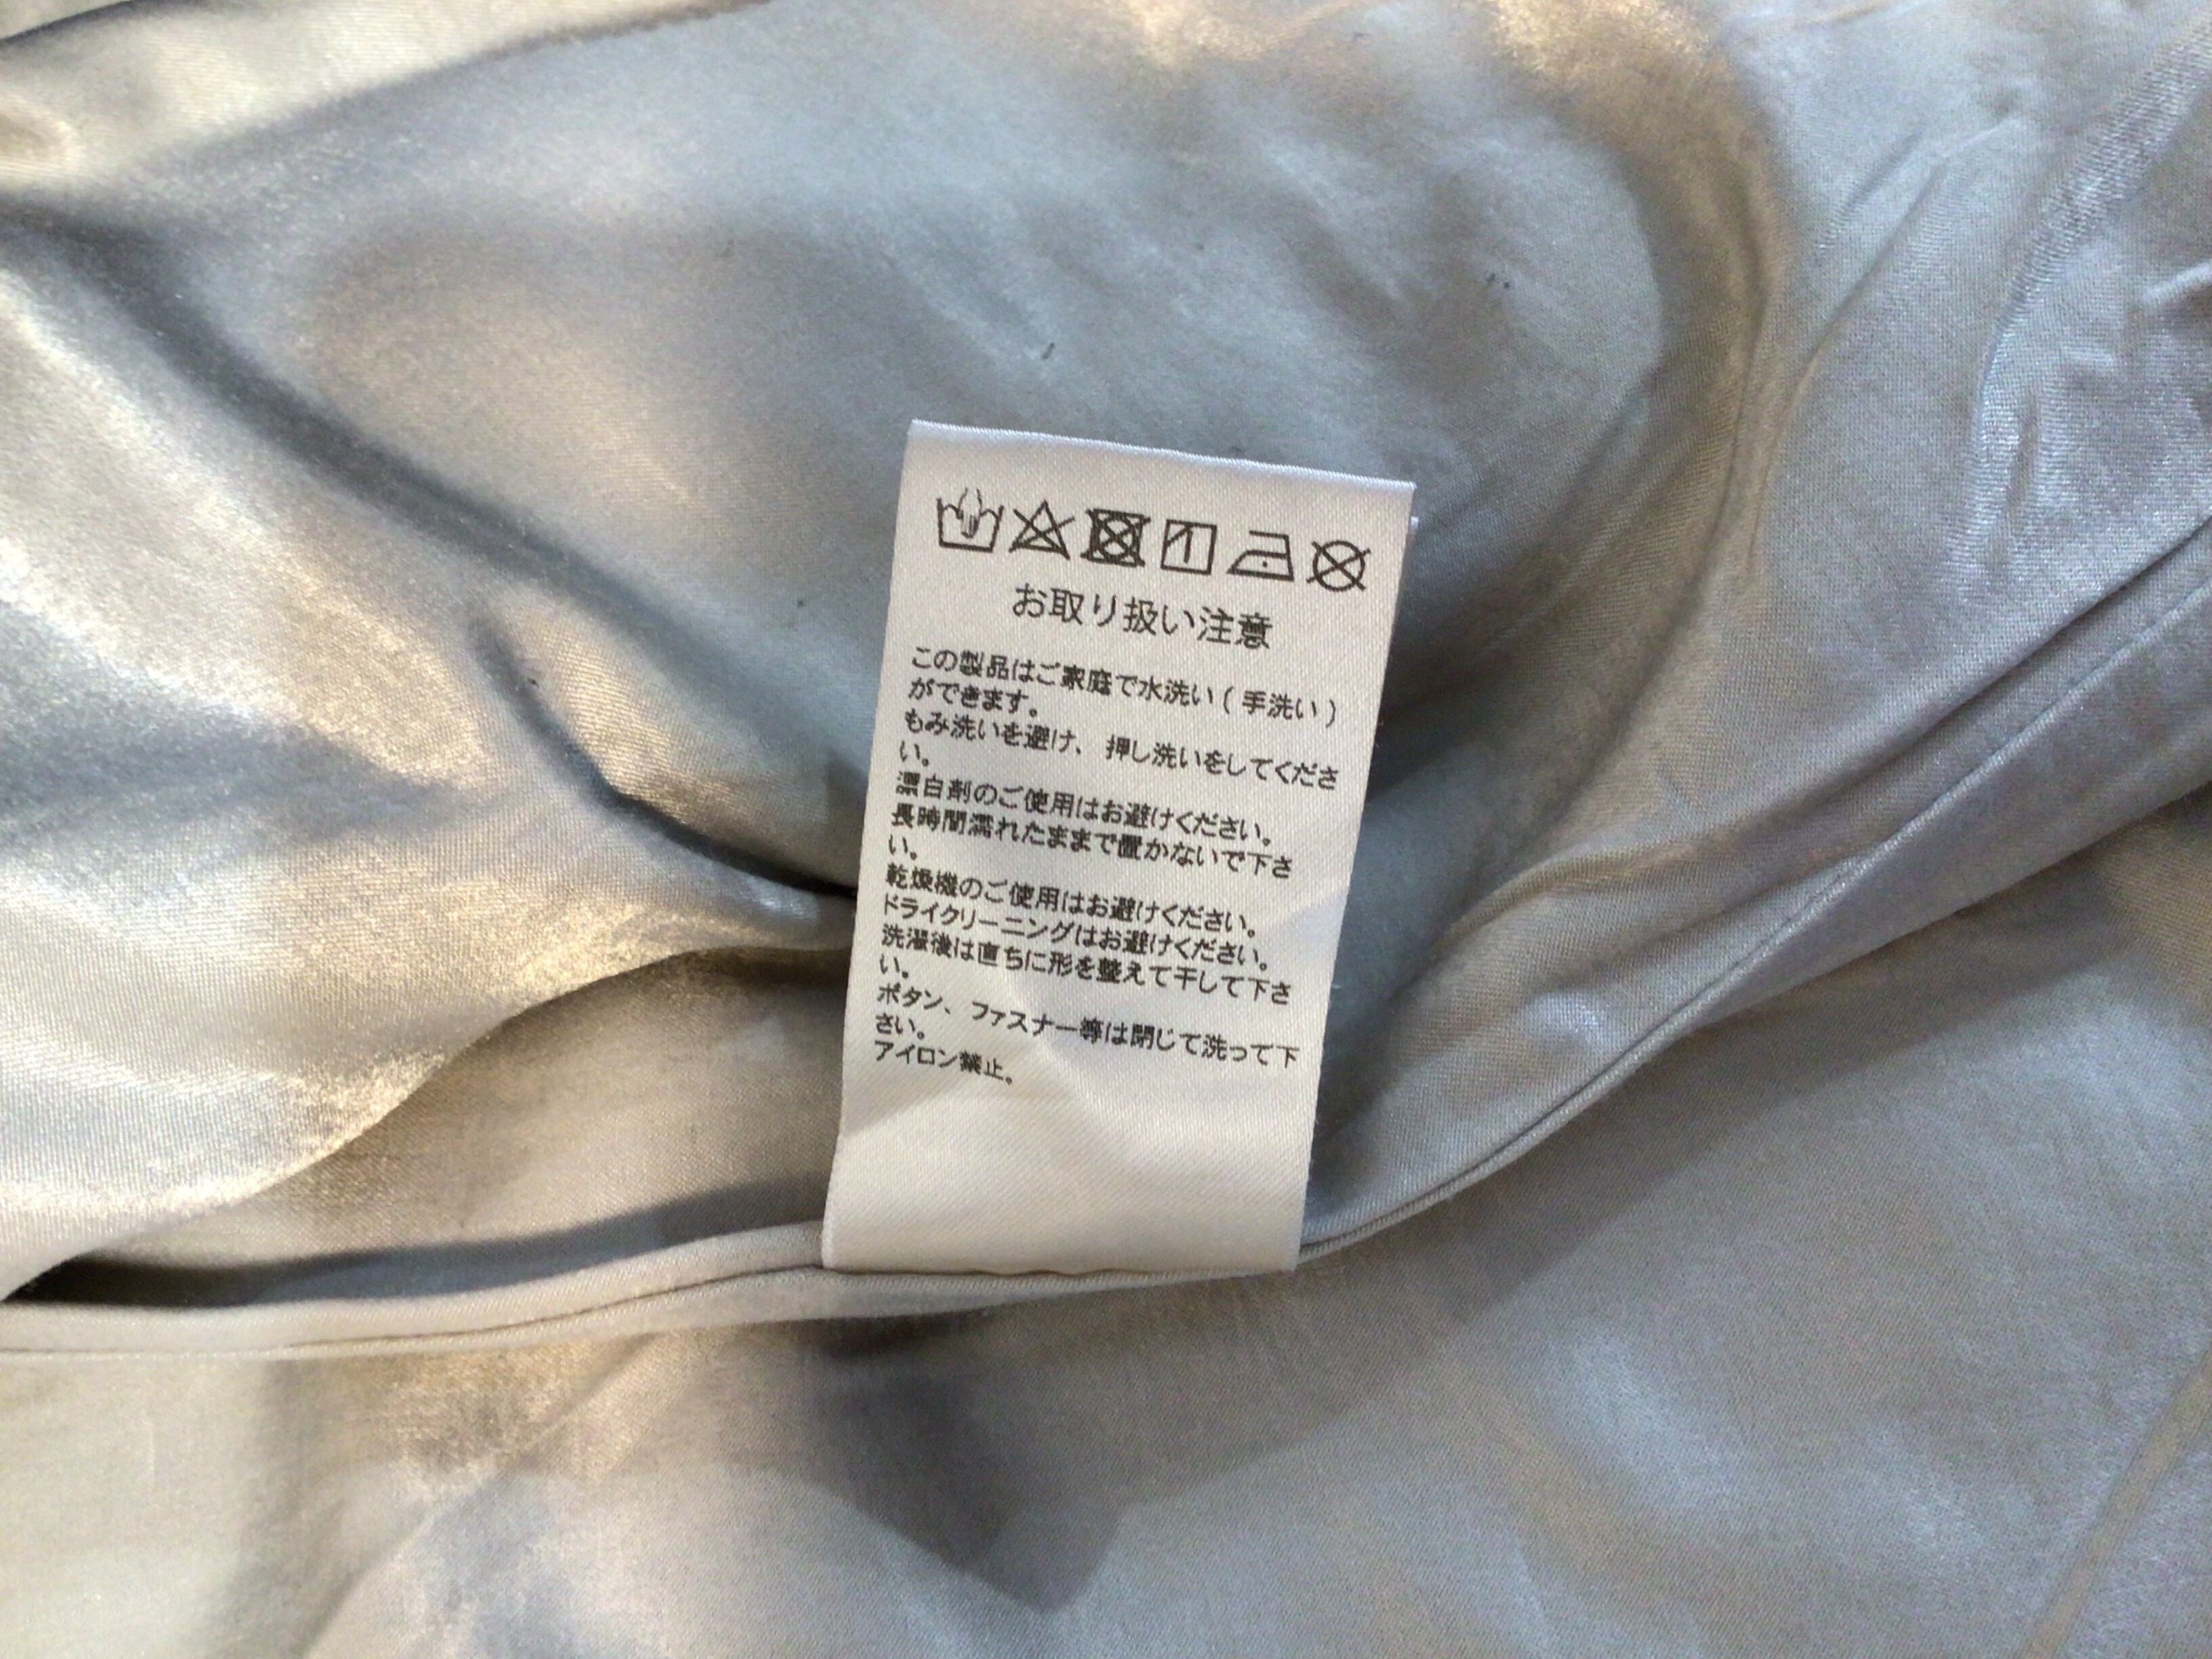 お取り扱い注意
この製品はご家庭で水洗い ( 手洗い )
ができます。
もみ洗いを避け、 押し洗いをしてくださ
い。
漂白剤のご使用はお避けください。
長時間濡れたままで置かないで下さ
い。
乾燥機のご使用はお避けください。
ドライクリーニングはお避けください。
洗濯後は直ちに形を整えて干して下さ
い。
ボタン、ファスナー等は閉じて洗って下
さい。
アイロン禁止。